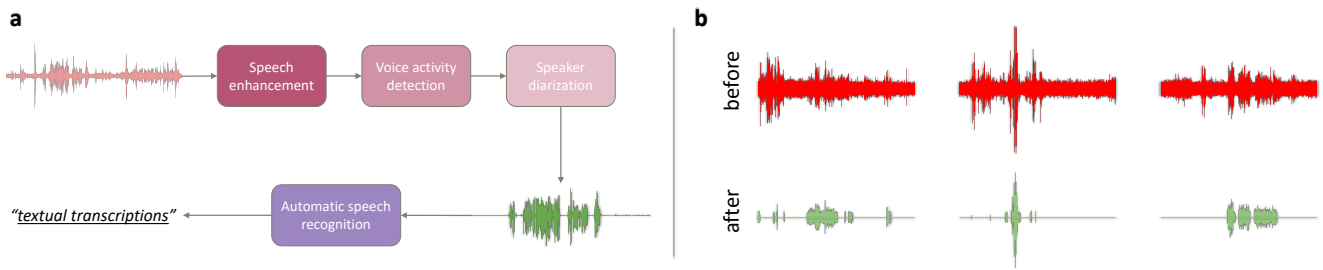 a
Speech
enhancement
Voice activity
detection
Speaker
diarization
Automatic speech
recognition
“textual transcriptions”
b
before
after